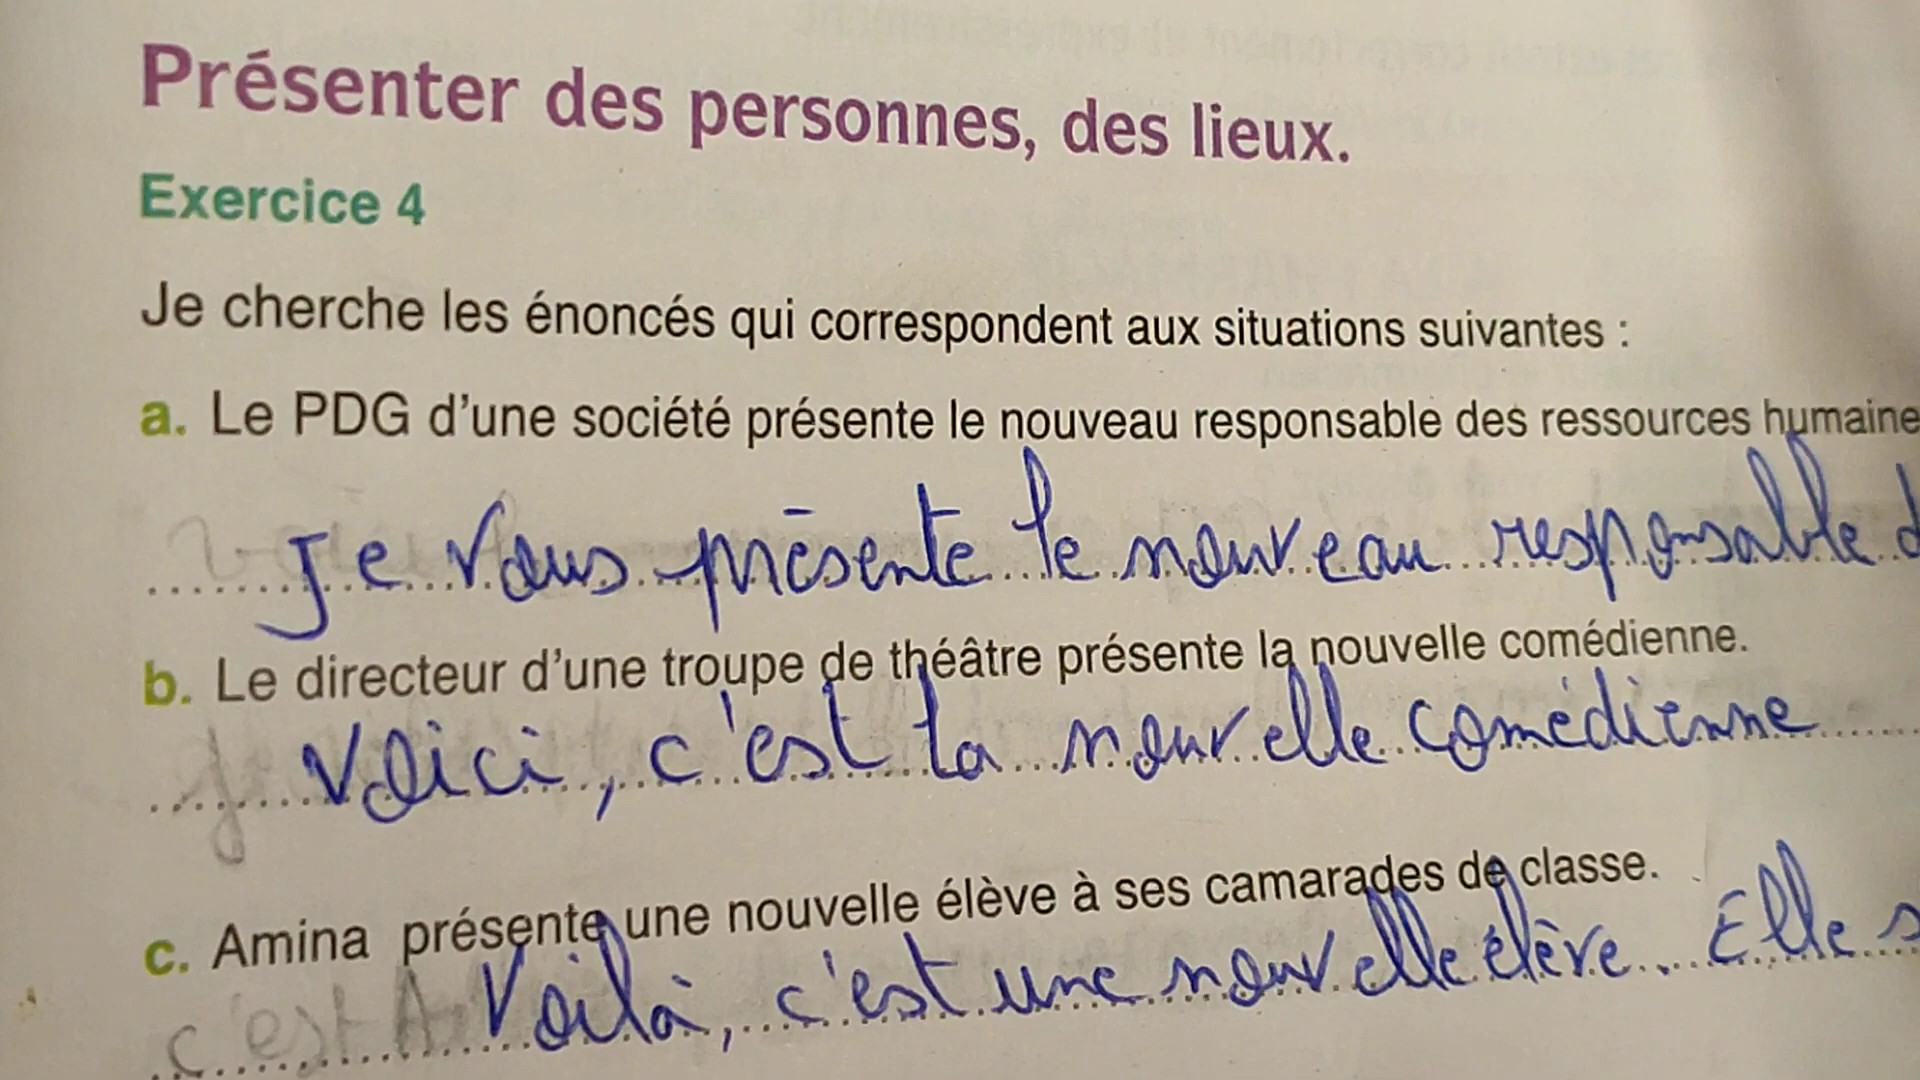 Présenter des personnes, des lieux.
Exercice 4
Je cherche les énoncés qui correspondent aux situations suivantes :
a. Le PDG d'une société présente le nouveau responsable des ressources humaine
Je vous présente le nouveau responsable d
b. Le directeur d'une troupe de théâtre présente la nouvelle comédienne.
Voici, c'est la nouvelle comédienne
c. Amina présente une nouvelle élève à ses camarades de classe.
c'est A Voilà, c'est une nouvelle élève... Elle s